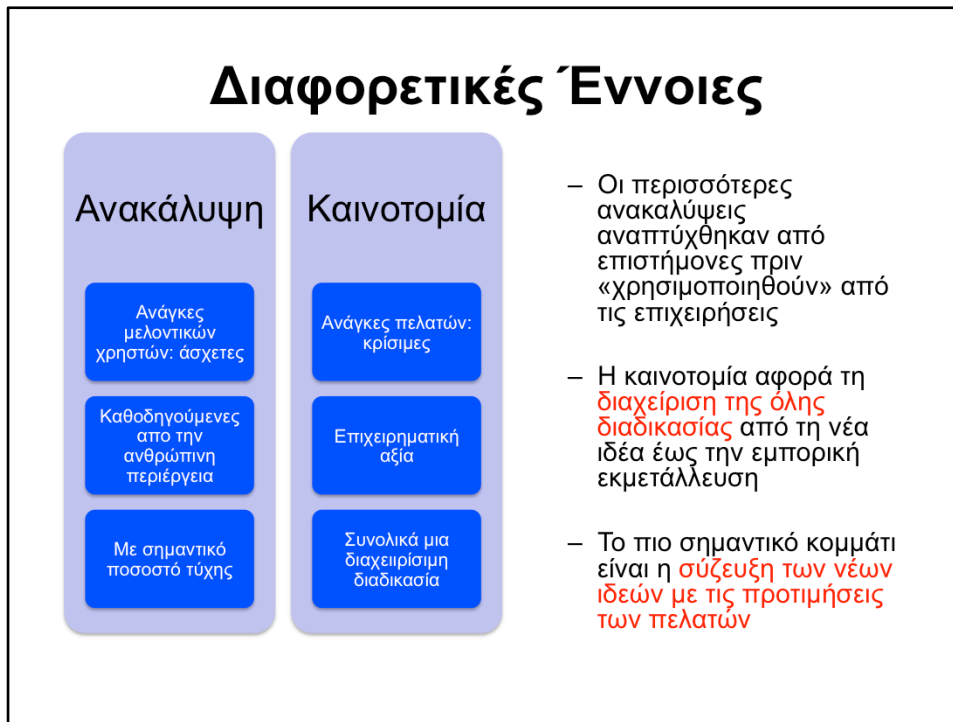 Διαφορετικές Έννοιες
Ανακάλυψη
Ανάγκες
μελοντικών
χρηστών: άσχετες
Καθοδηγούμενες
απο την
ανθρώπινη
περιέργεια
Με σημαντικό
ποσοστό τύχης
Καινοτομία
Ανάγκες πελατών:
κρίσιμες
Επιχειρηματική
αξία
Συνολικά μια
διαχειιρίσιμη
διαδικασία
– Οι περισσότερες
ανακαλύψεις
αναπτύχθηκαν από
επιστήμονες πριν
«χρησιμοποιηθούν» από
τις επιχειρήσεις
– Η καινοτομία αφορά τη
διαχείριση της όλης
διαδικασίας από τη νέα
ιδέα έως την εμπορική
εκμετάλλευση
– Το πιο σημαντικό κομμάτι
είναι η σύζευξη των νέων
ιδεών με τις προτιμήσεις
των πελατών